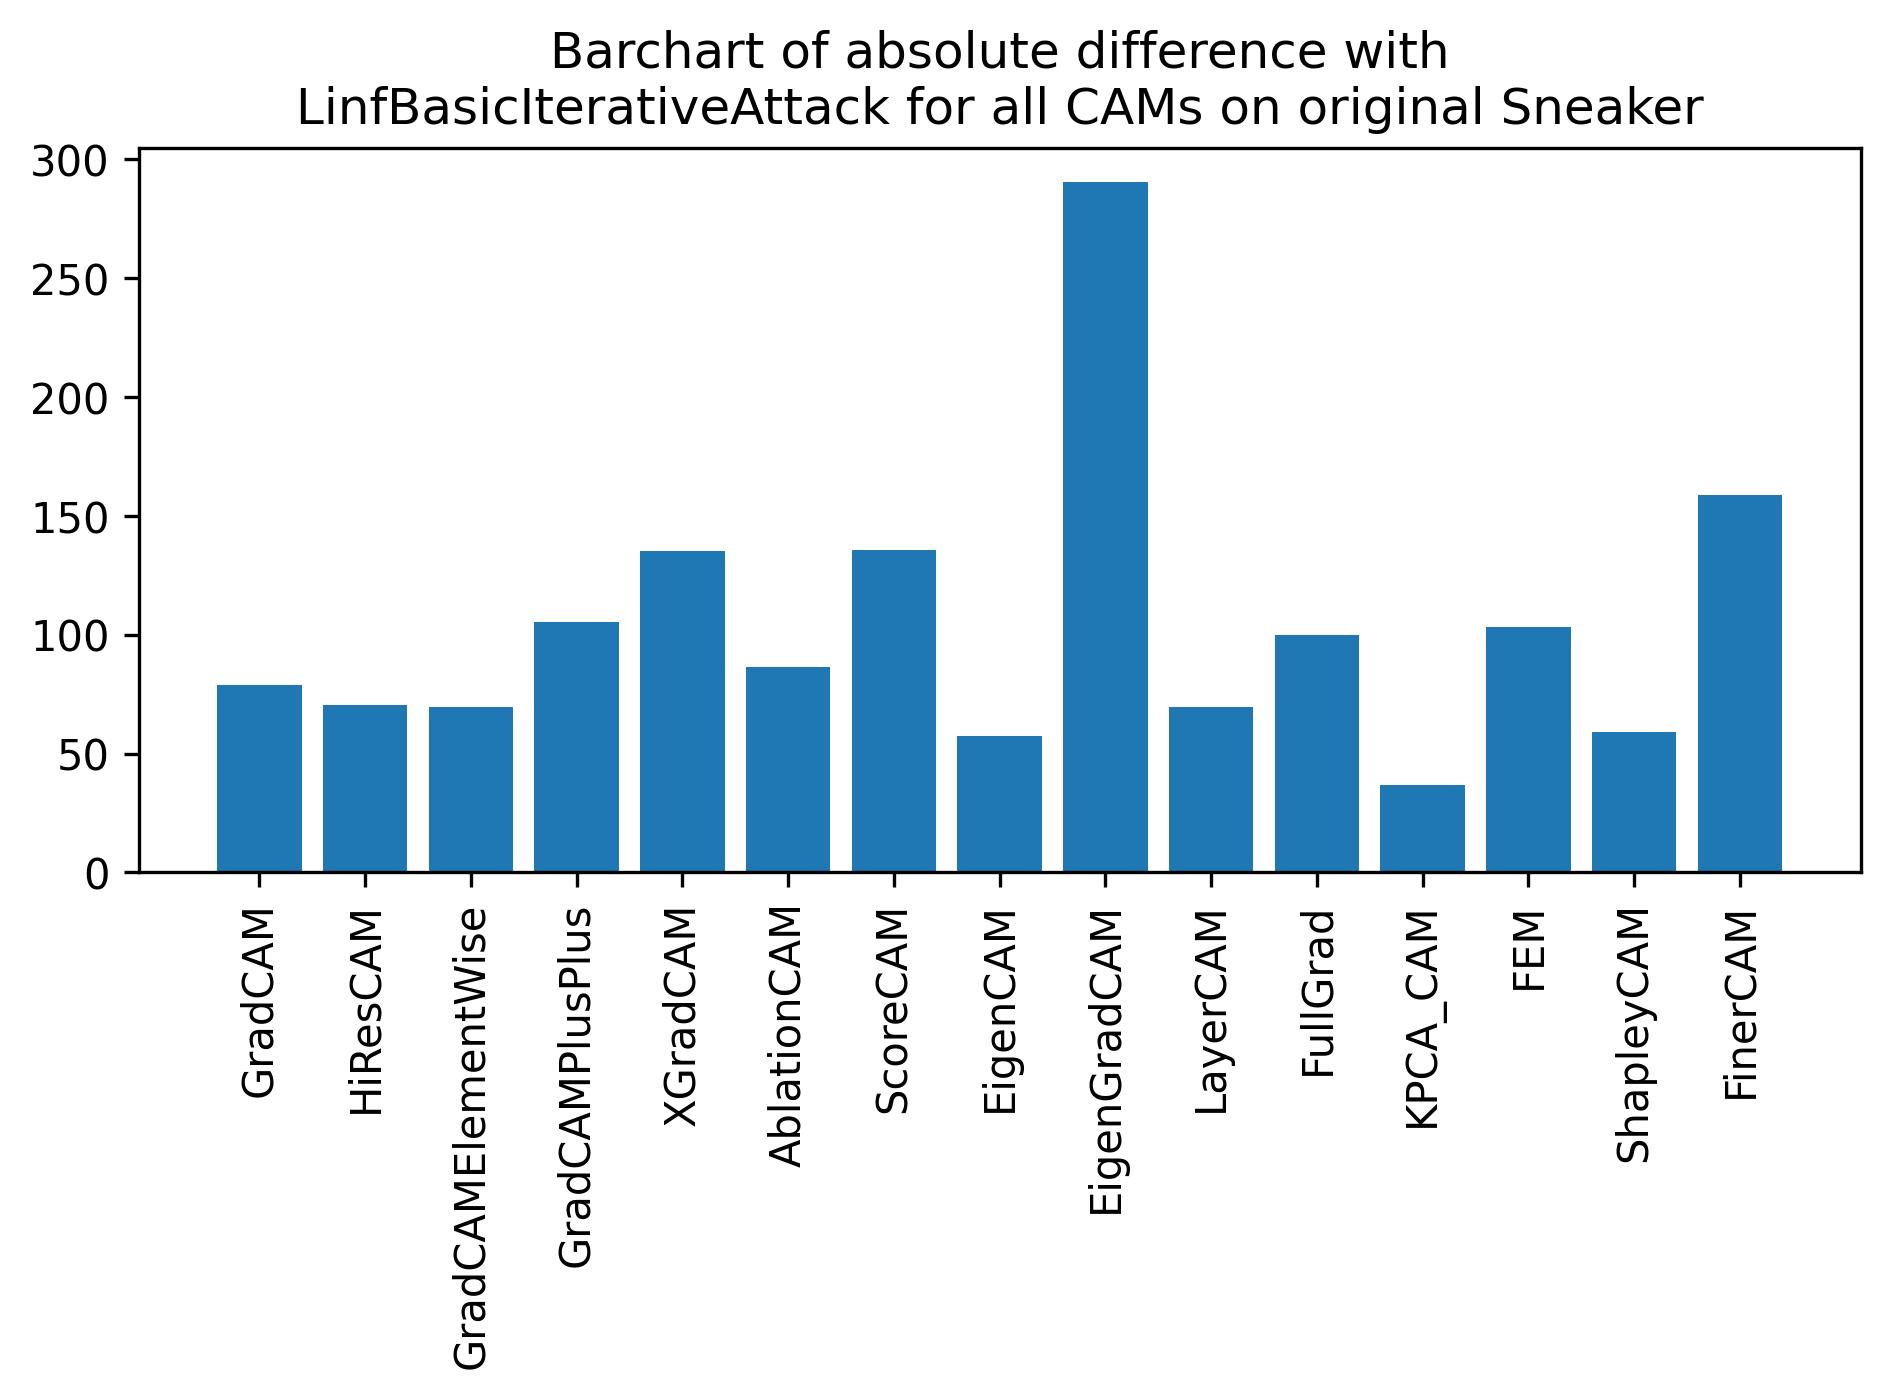 Barchart of absolute difference with
LinfBasicIterativeAttack for all CAMs on original Sneaker
300
250
200
150
100
50
0
GradCAM
HiResCAM
GradCAMElementWise
GradCAMPlusPlus
XGradCAM
AblationCAM
ScoreCAM
EigenCAM
EigenGradCAM
LayerCAM
FullGrad
KPCA_CAM
FEM
ShapleyCAM
FinerCAM